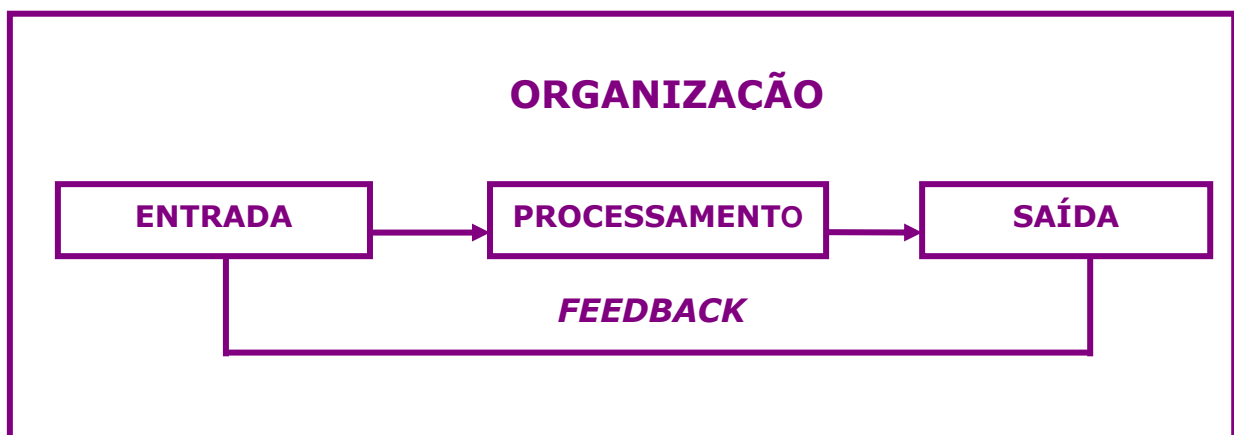 ORGANIZAÇÃO
ENTRADA
PROCESSAMENTO
SAÍDA
FEEDBACK